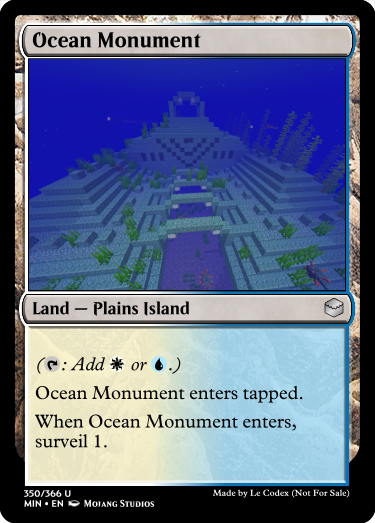 Ocean Monument
Land — Plains Island
(: Add or .)
Ocean Monument enters tapped.
When Ocean Monument enters,
surveil 1.
350/366 U
MIN • EN Mojang Studios
Made by Le Codex (Not For Sale)